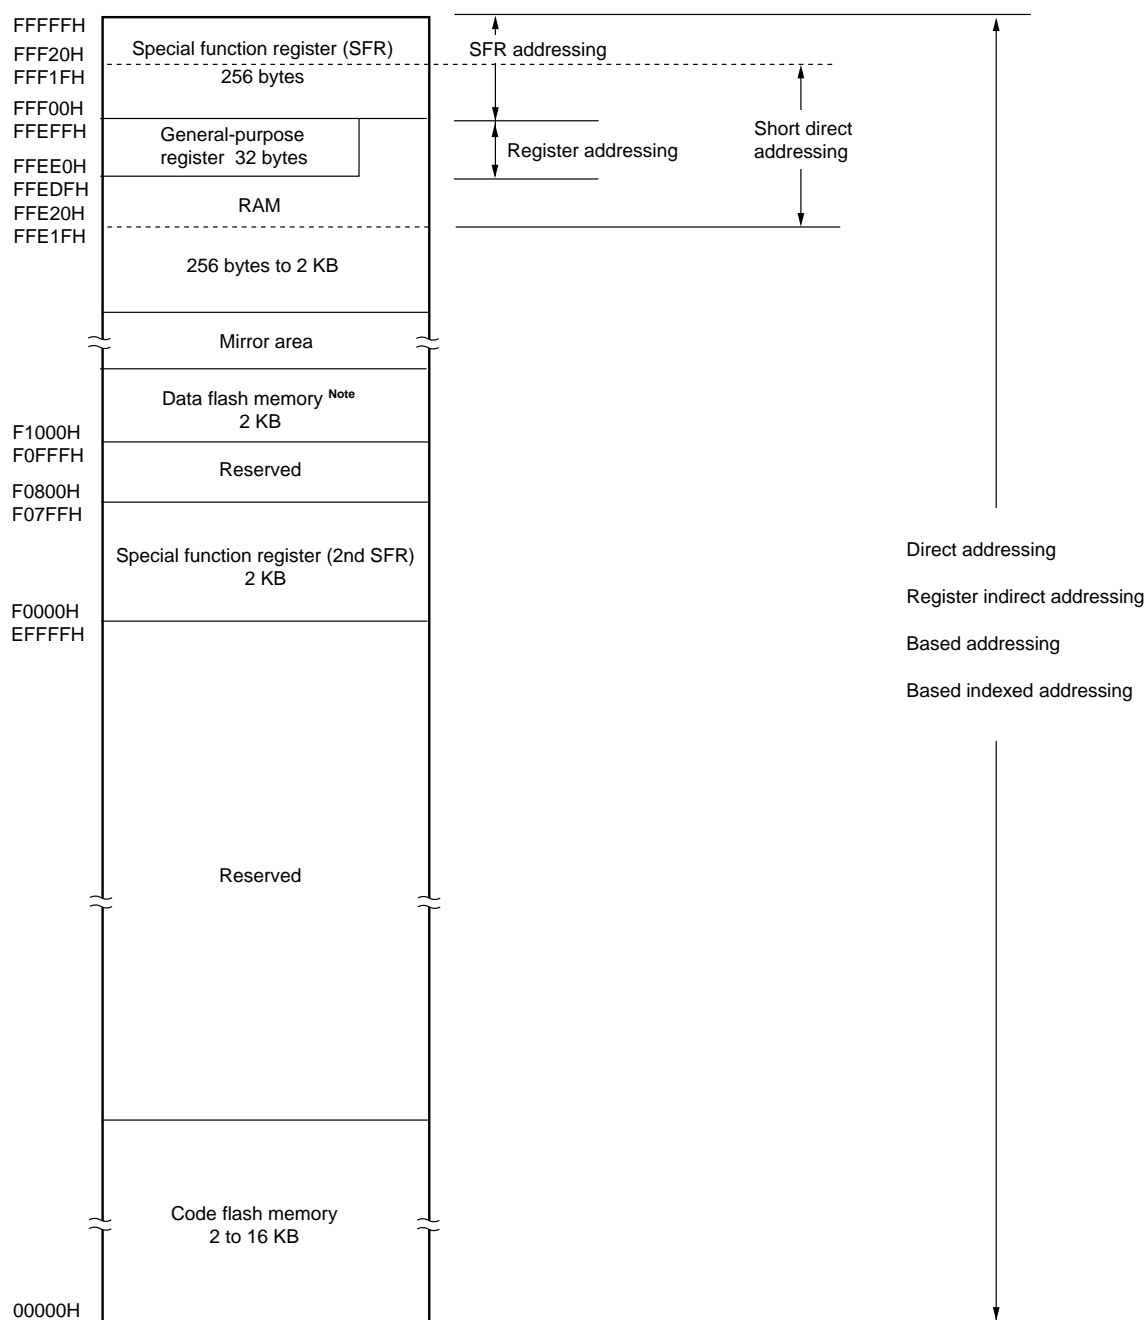 FFFFFH
FFF20H
FFF1FH
FFF00H
FFEFFH
FFEE0H
FFEDFH
FFE20H
FFE1FH
F1000H
F0FFFH
F0800H
F07FFH
F0000H
EFFFFH
00000H
Special function register (SFR)
256 bytes
General-purpose
register 32 bytes
RAM
256 bytes to 2 KB
Mirror area
Data flash memory Note
2 KB
Reserved
Special function register (2nd SFR)
2 KB
Reserved
Code flash memory
2 to 16 KB
SFR addressing
Register addressing
Short direct
addressing
Direct addressing
Register indirect addressing
Based addressing
Based indexed addressing